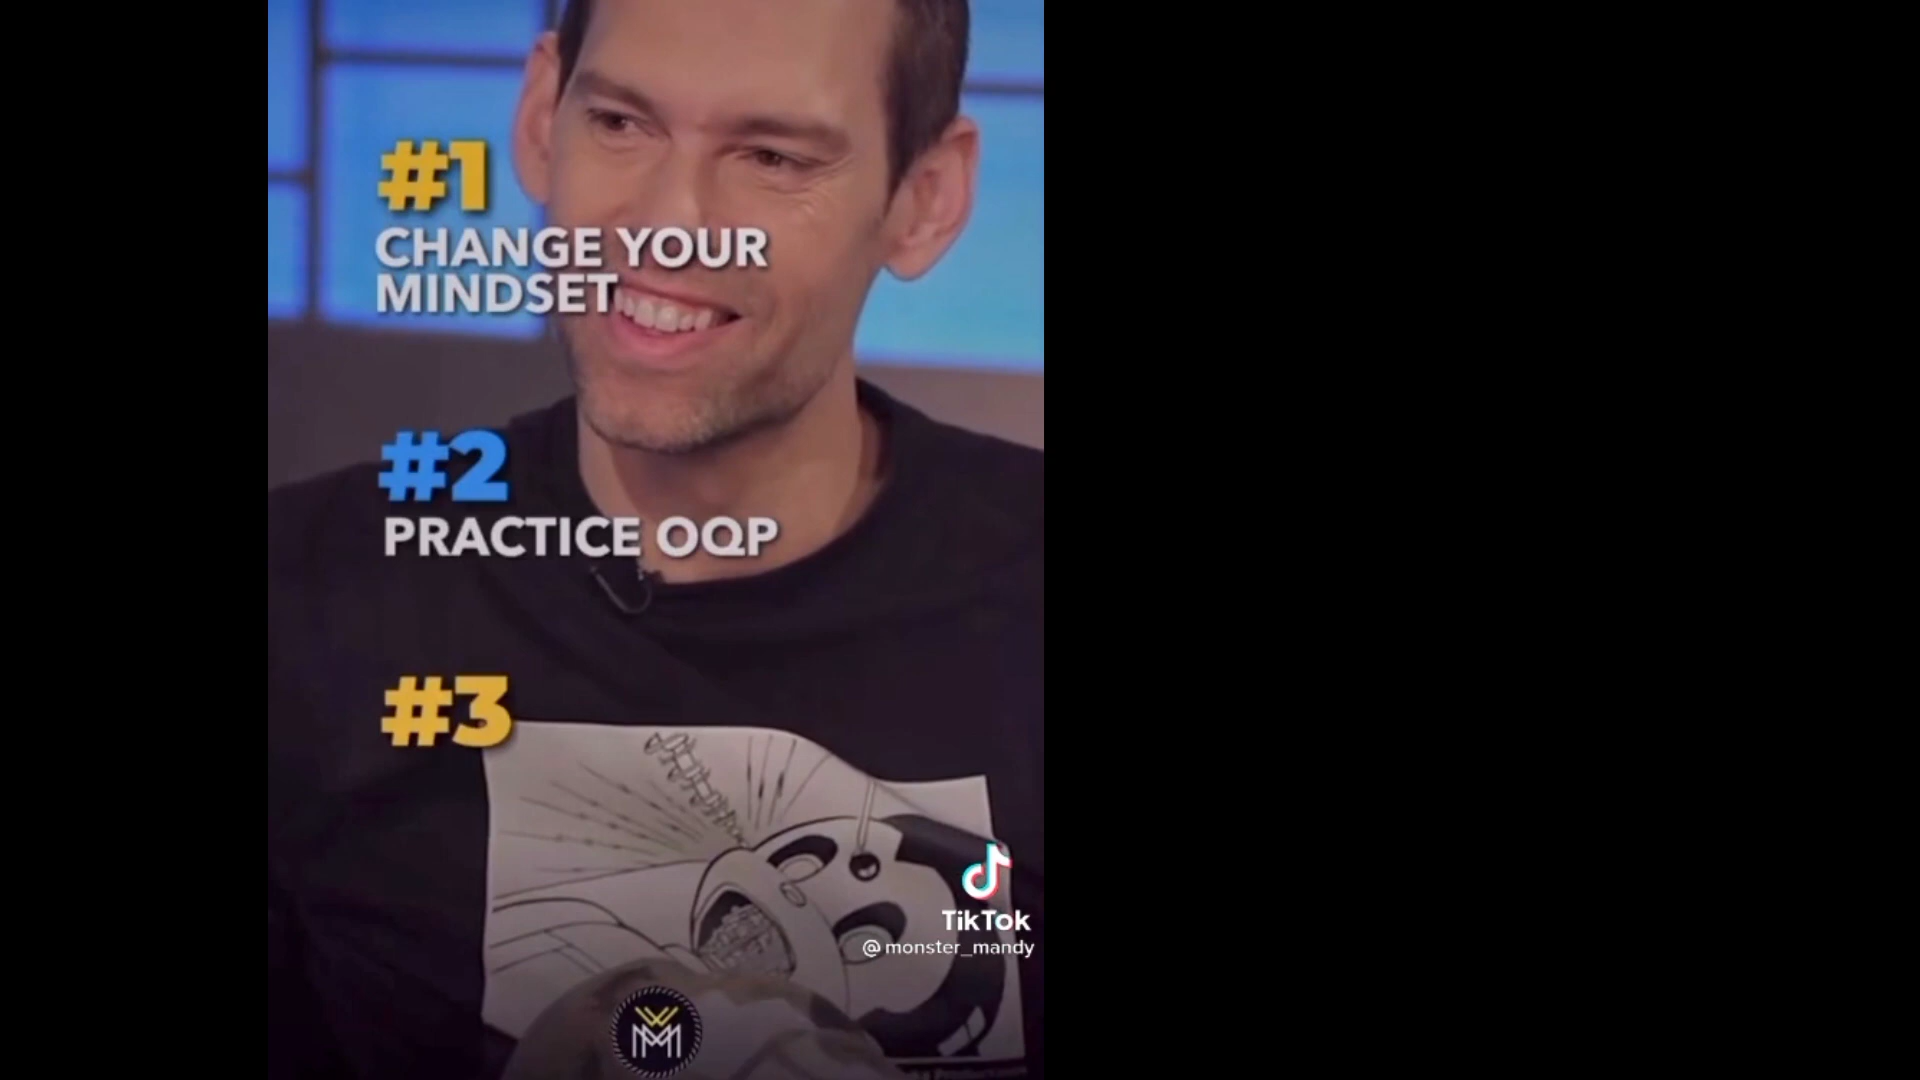 #1
CHANGE YOUR
MINDSET
#2
PRACTICE OQP
#3
TikTok
@monster_mandy